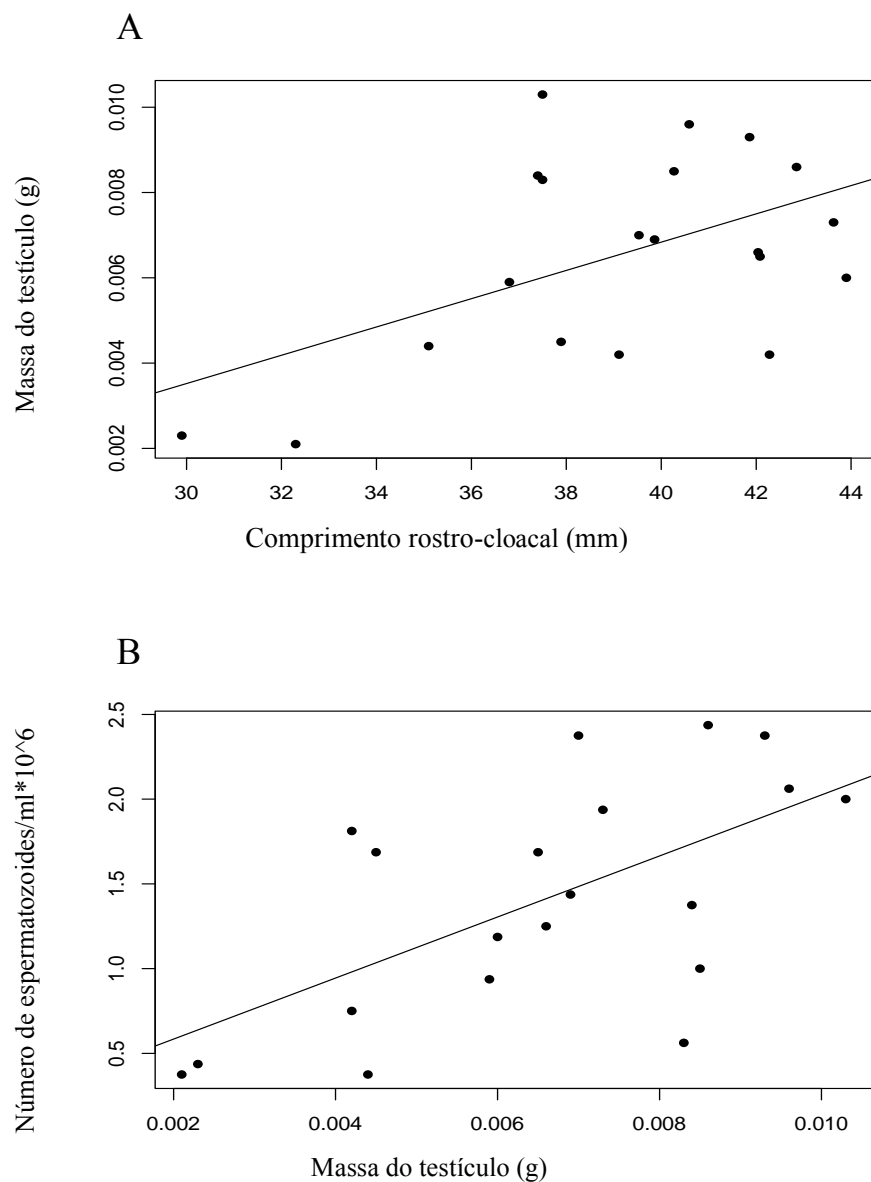 A
Massa do testículo (g)
0.010
0.008
0.006
0.004
0.002
30 32 34 36 38 40 42 44
Comprimento rostro-cloacal (mm)
B
Número de espermatozoides/ml*10^6
2.5
2.0
1.5
1.0
0.5
0.002 0.004 0.006 0.008 0.010
Massa do testículo (g)